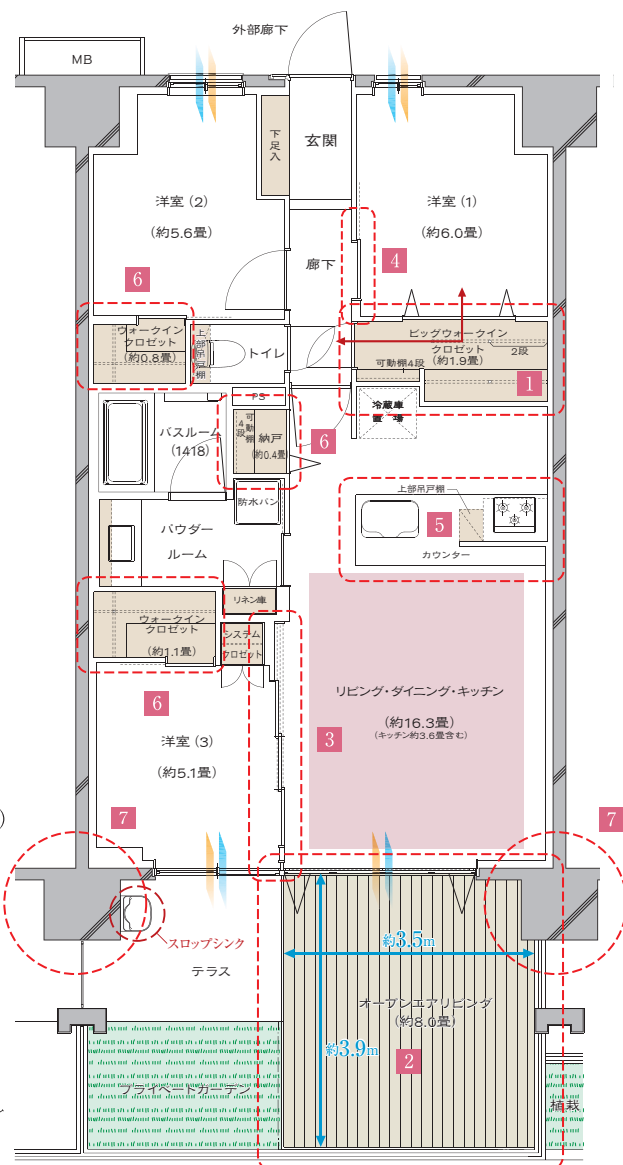 外部廊下
MB
下足入
玄関
洋室(2)
(約5.6畳)
洋室(1)
(約6.0畳)
廊下
4
6
ウォークイン
クロゼット
(約0.8畳)
上部吊戸棚
トイレ
ビッグウォークイン
クロゼット
(約1.9畳)
2段
可動棚4段
1
冷蔵庫
置場
PS
バスルーム
(1418)
可動棚
4段
納戸
(約0.4畳)
6
防水パン
上部吊戸棚
5
カウンター
パウダー
ルーム
リネン庫
ウォークイン
クロゼット
(約1.1畳)
システム
クロゼット
6
リビング・ダイニング・キッチン
(約16.3畳)
(キッチン約3.6畳含む)
3
洋室(3)
(約5.1畳)
7
7
スロップシンク
テラス
約3.5m
オープンエアリビング
(約8.0畳)
約3.9m
2
プライベートガーデン
植栽